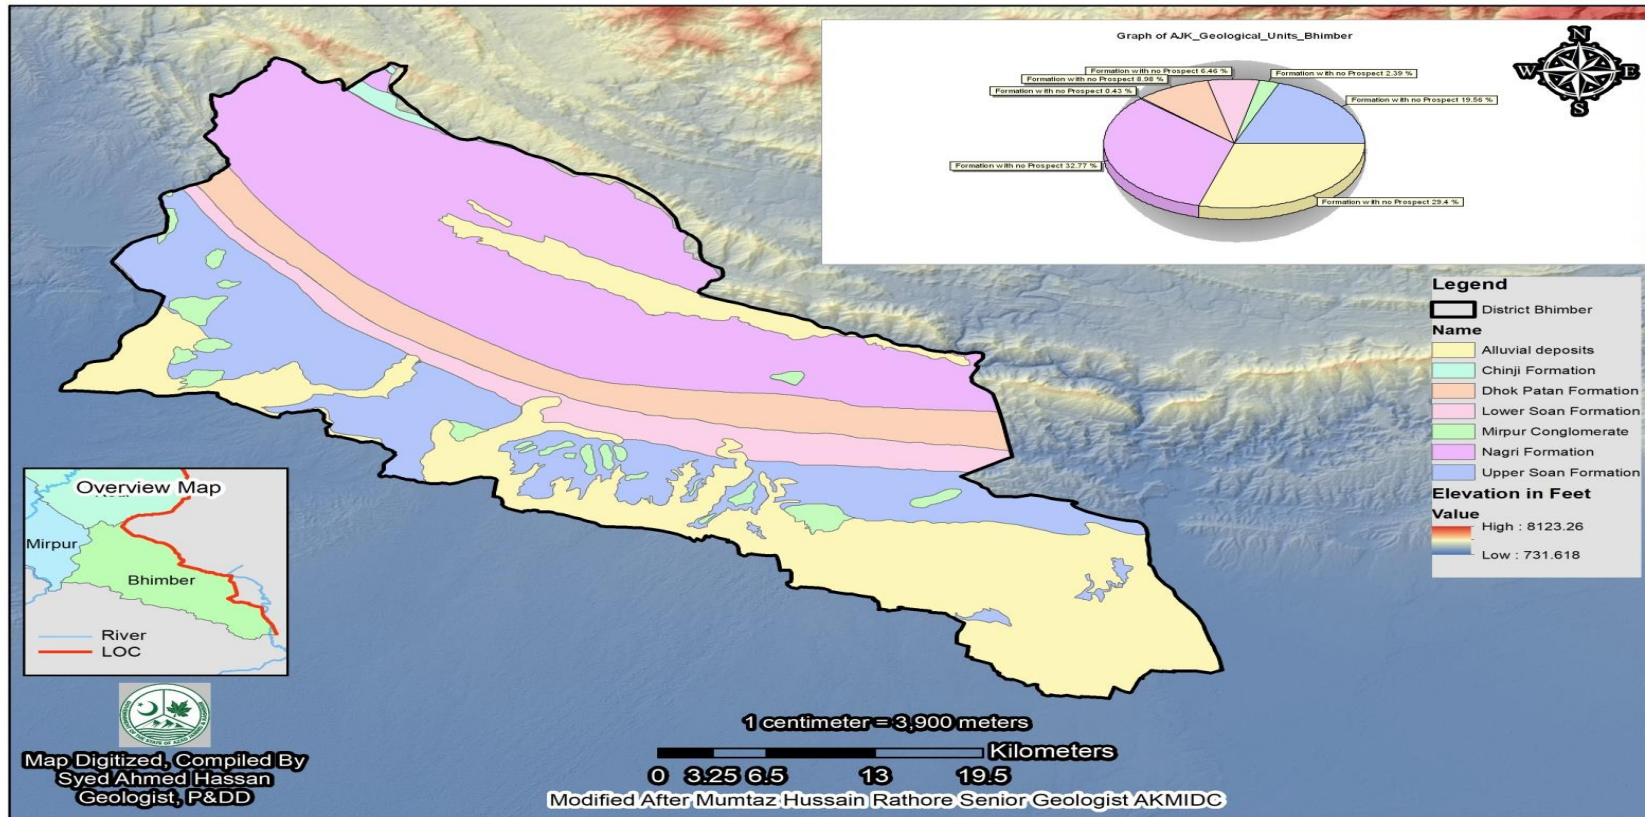 Graph of AJK_Geological_Units_Bhimber
Formation with no Prospect 6.46 %
Formation with no Prospect 2.39 %
Formation with no Prospect 8.98 %
Formation with no Prospect 0.43 %
Formation with no Prospect 19.56 %
Formation with no Prospect 32.77 %
Formation with no Prospect 29.4 %
N
W E
S
Legend
District Bhimber
Name
Alluvial deposits
Chinji Formation
Dhok Patan Formation
Lower Soan Formation
Mirpur Conglomerate
Nagri Formation
Upper Soan Formation
Elevation in Feet
Value
High : 8123.26
Low : 731.618
Overview Map
Mirpur
Bhimber
River
LOC
Map Digitized, Compiled By
Syed Ahmed Hassan
Geologist, P&DD
1 centimeter = 3,900 meters
Kilometers
0 3.25 6.5 13 19.5
Modified After Mumtaz Hussain Rathore Senior Geologist AKMIDC